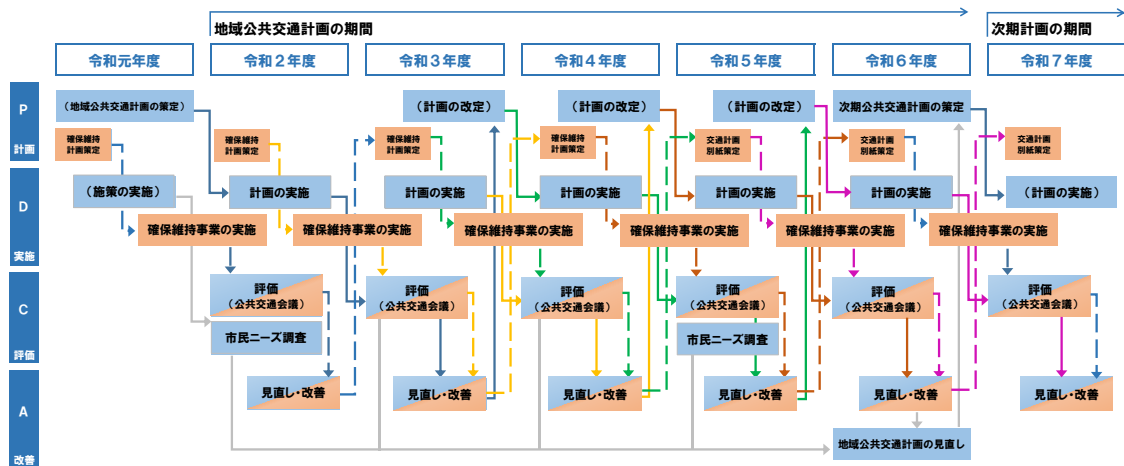 地域公共交通計画の期間
次期計画の期間
令和元年度
令和2年度
令和3年度
令和4年度
令和5年度
令和6年度
令和7年度
P
計画
(地域公共交通計画の策定)
(計画の改定)
(計画の改定)
(計画の改定)
次期公共交通計画の策定
確保維持
計画策定
確保維持
計画策定
確保維持
計画策定
確保維持
計画策定
交通計画
別紙策定
交通計画
別紙策定
交通計画
別紙策定
D
実施
(施策の実施)
計画の実施
計画の実施
計画の実施
計画の実施
計画の実施
(計画の実施)
確保維持事業の実施
確保維持事業の実施
確保維持事業の実施
確保維持事業の実施
確保維持事業の実施
確保維持事業の実施
C
評価
評価
(公共交通会議)
評価
(公共交通会議)
評価
(公共交通会議)
評価
(公共交通会議)
評価
(公共交通会議)
評価
(公共交通会議)
市民ニーズ調査
市民ニーズ調査
A
改善
見直し・改善
見直し・改善
見直し・改善
見直し・改善
見直し・改善
見直し・改善
地域公共交通計画の見直し